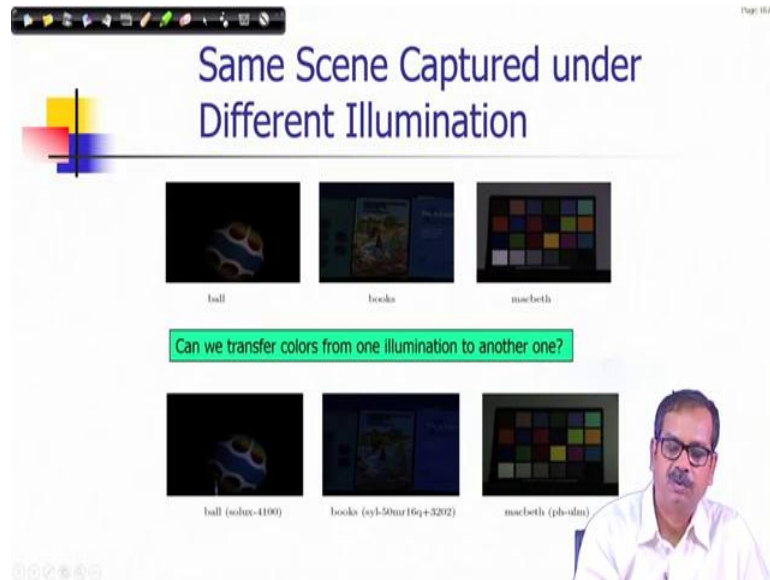 Same Scene Captured under
Different Illumination
ball
books
macbeth
Can we transfer colors from one illumination to another one?
ball (solux-4100)
books (syl-50mr16q+3202)
macbeth (ph-ulm)